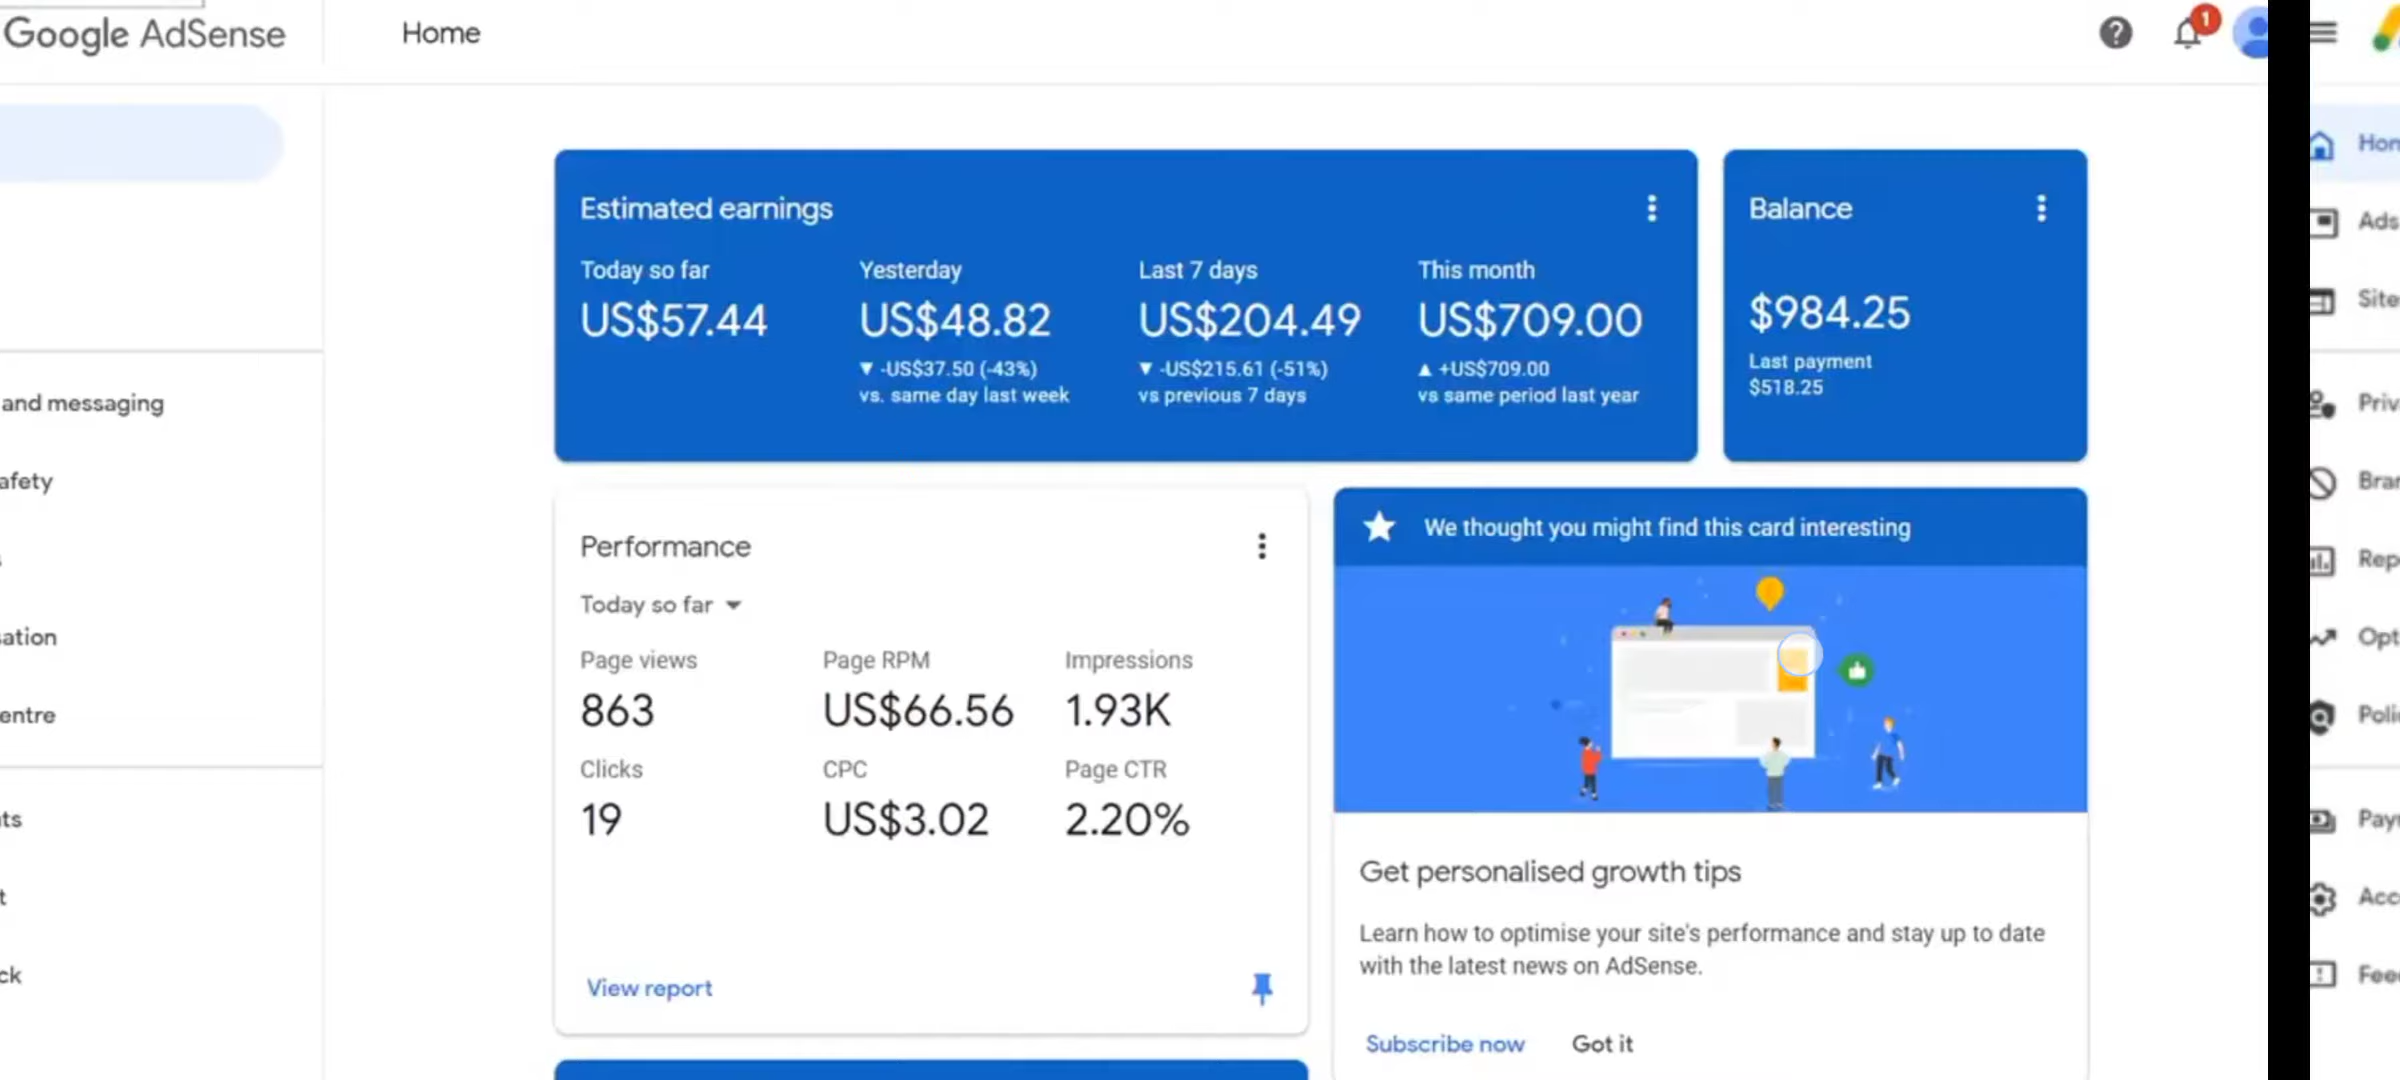 Google AdSense
Home
1
Estimated earnings
Today so far
US$57.44
Yesterday
US$48.82
▼ -US$37.50 (-43%)
vs. same day last week
Last 7 days
US$204.49
▼ -US$215.61 (-51%)
vs previous 7 days
This month
US$709.00
▲ +US$709.00
vs same period last year
Balance
$984.25
Last payment
$518.25
and messaging
afety
sation
entre
ts
t
ck
Performance
Today so far
Page views
863
Page RPM
US$66.56
Impressions
1.93K
Clicks
19
CPC
US$3.02
Page CTR
2.20%
View report
We thought you might find this card interesting
Get personalised growth tips
Learn how to optimise your site's performance and stay up to date
with the latest news on AdSense.
Subscribe now
Got it
Hon
Ads
Site
Priv
Bran
Rep
Opt
Poli
Pay
Acc
Fee